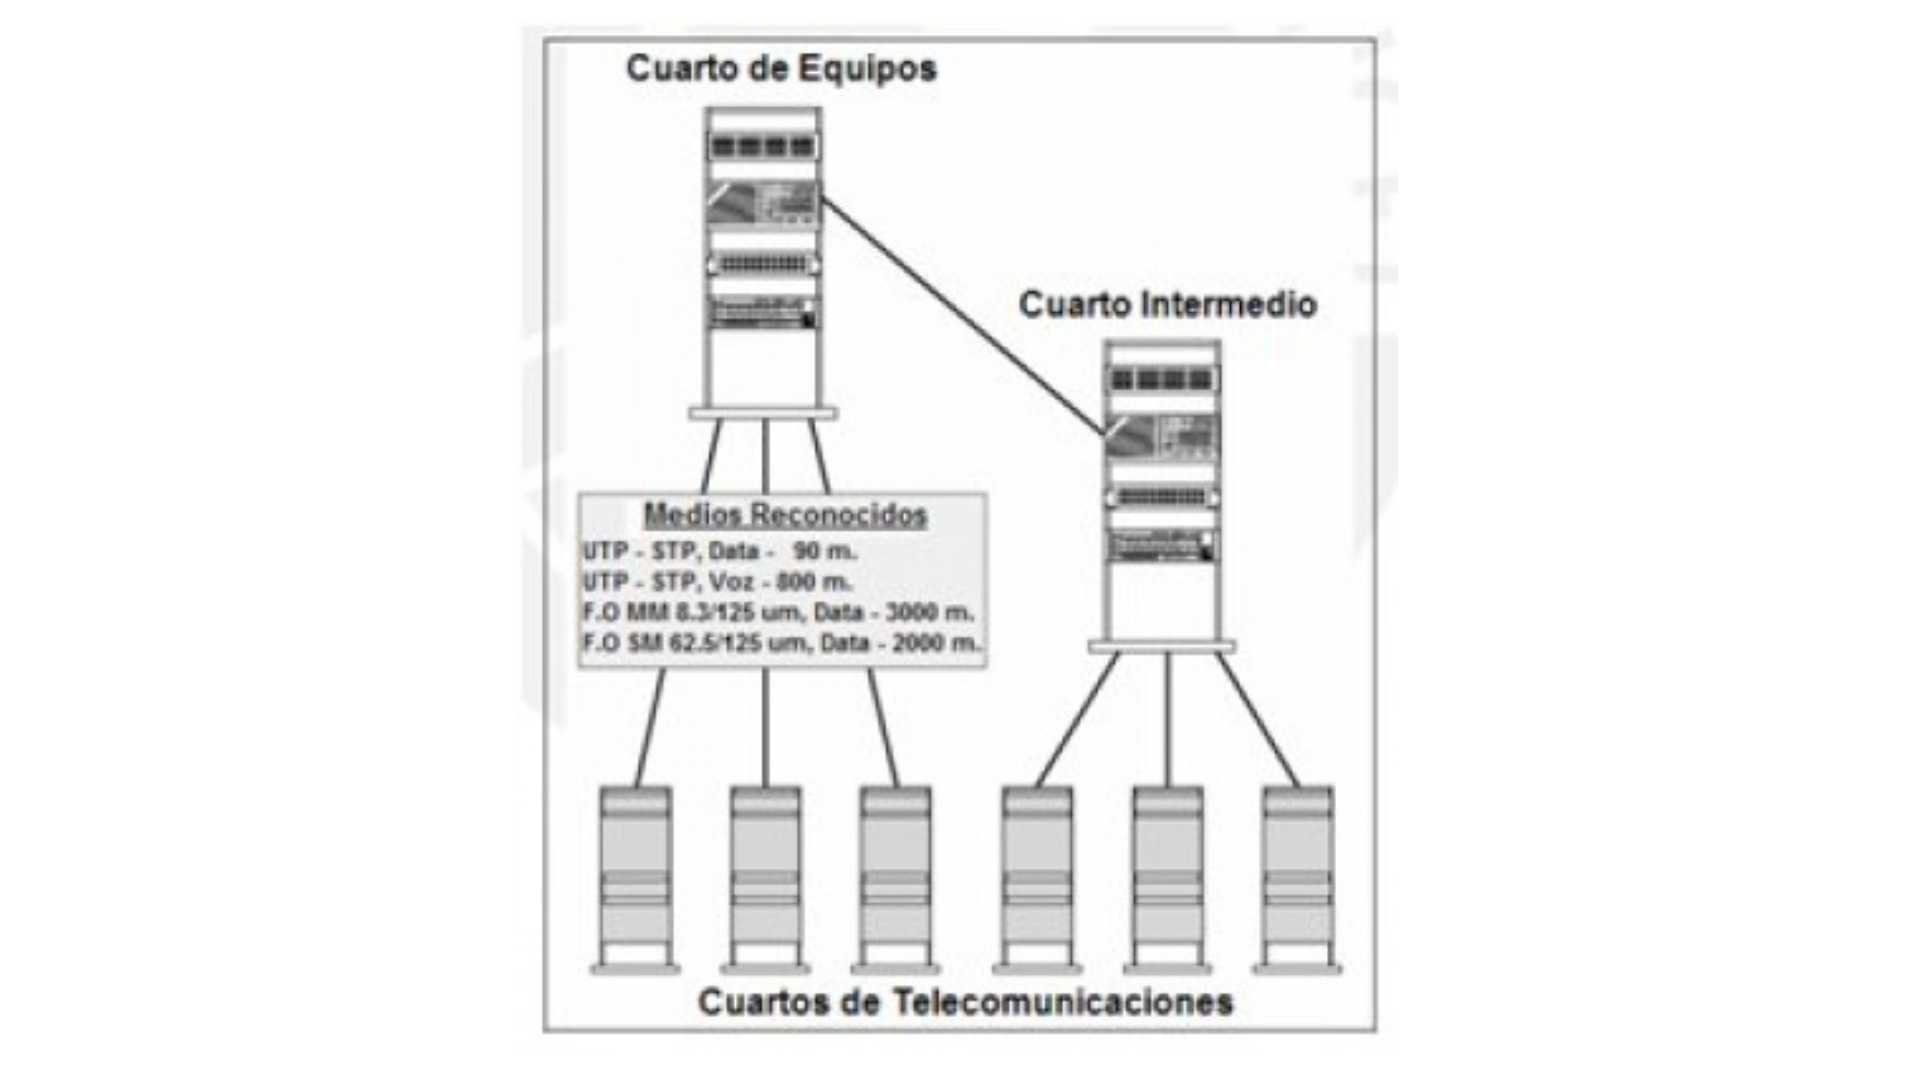 Cuarto de Equipos
Cuarto Intermedio
Medios Reconocidos
UTP - STP, Data - 90 m.
UTP - STP, Voz - 800 m.
F.O MM 8.3/125 um, Data - 3000 m.
F.O SM 62.5/125 um, Data - 2000 m.
Cuartos de Telecomunicaciones